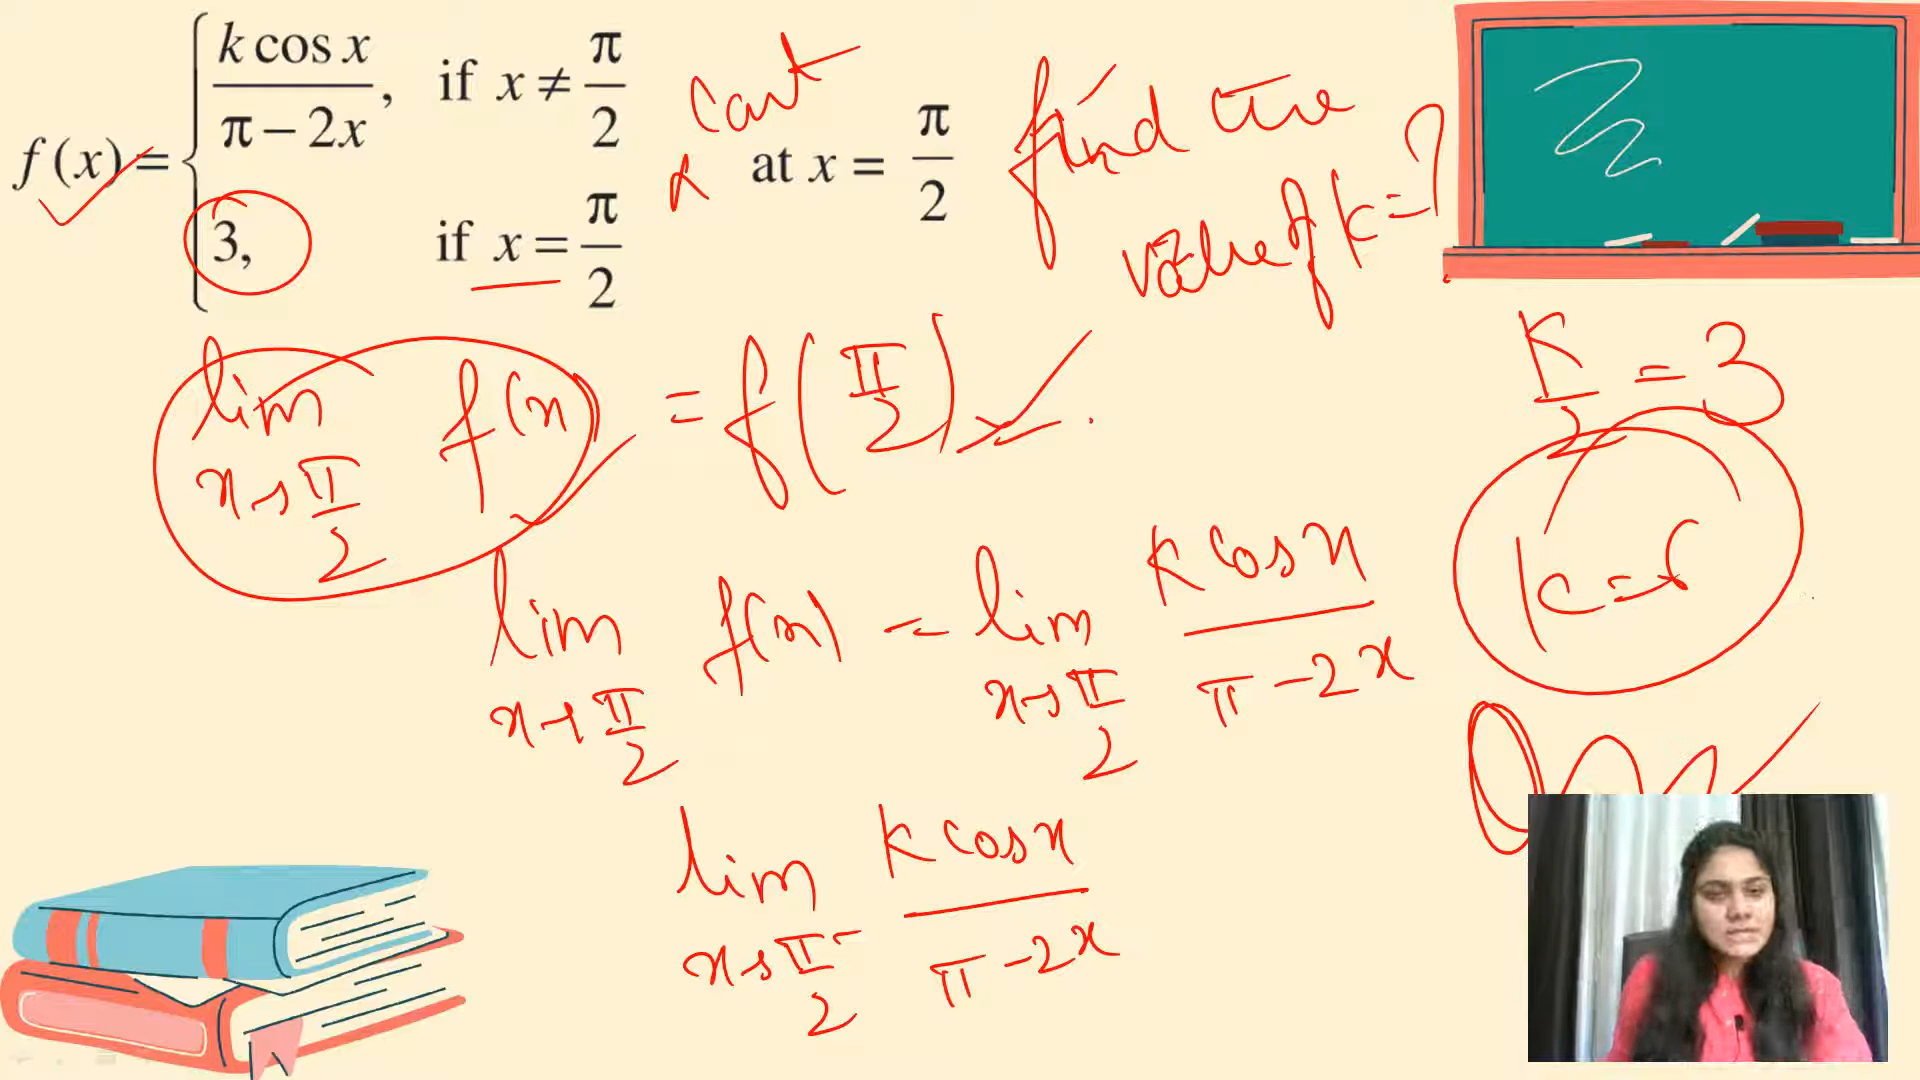 f(x) = { k cos x / π − 2x, if x ≠ π/2
3, if x = π/2
cont
at x = π/2
find the
value of k = ?
lim x→π/2 f(x) = f(π/2)
k/2 = 3
k = 6
lim x→π/2 f(x) = lim x→π/2 k cos x / π − 2x
lim x→π/2⁻ k cos x / π − 2x